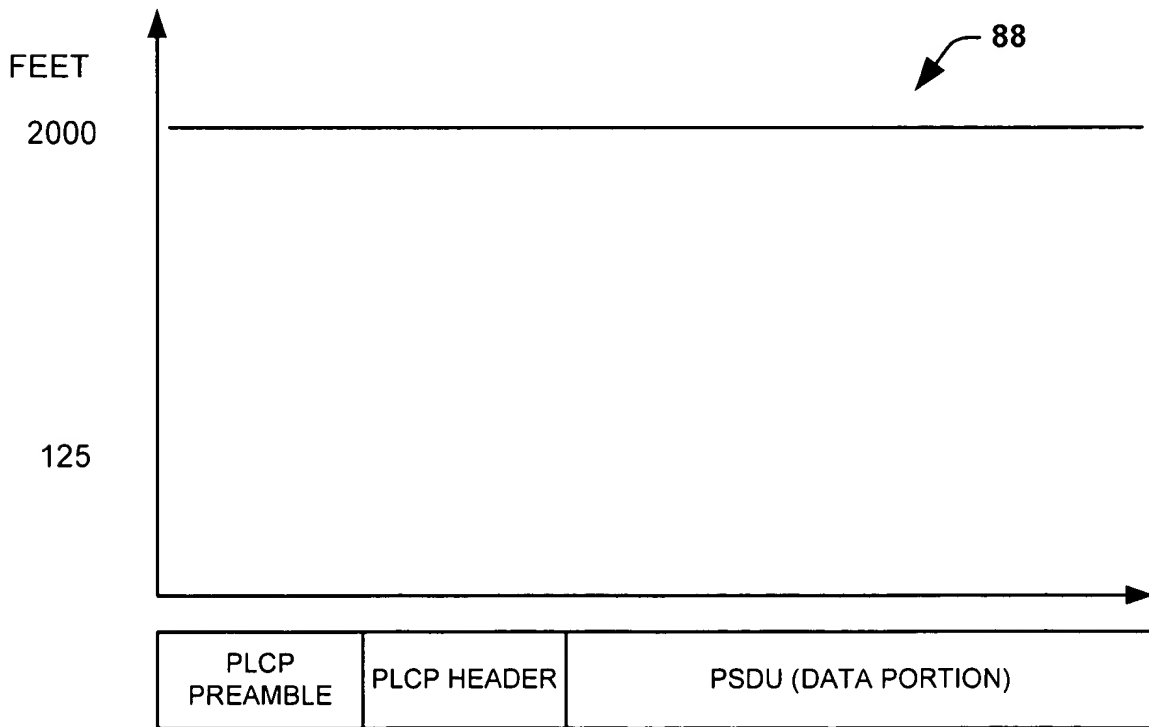 88
FEET
2000
125
PLCP
PREAMBLE
PLCP HEADER
PSDU (DATA PORTION)